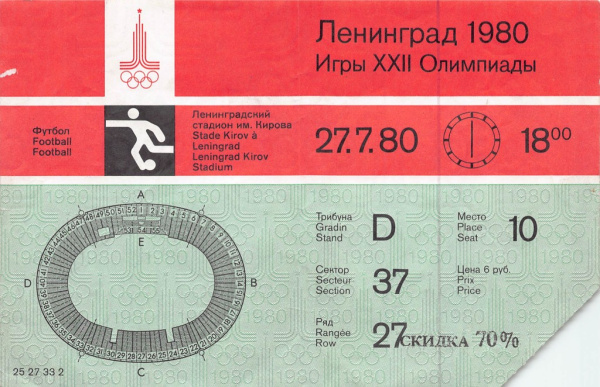 Ленинград 1980
Игры XXII Олимпиады
Футбол
Football
Football
Ленинградский
стадион им. Кирова
Stade Kirov à
Leningrad
Leningrad Kirov
Stadium
27.7.80
18 00
Трибуна
Gradin
Stand
D
Место
Place
Seat
10
Сектор
Secteur
Section
37
Цена 6 руб.
Prix
Price
Ряд
Rangée
Row
27
СКИДКА 70%
A
B
C
D
E
25 27 33 2